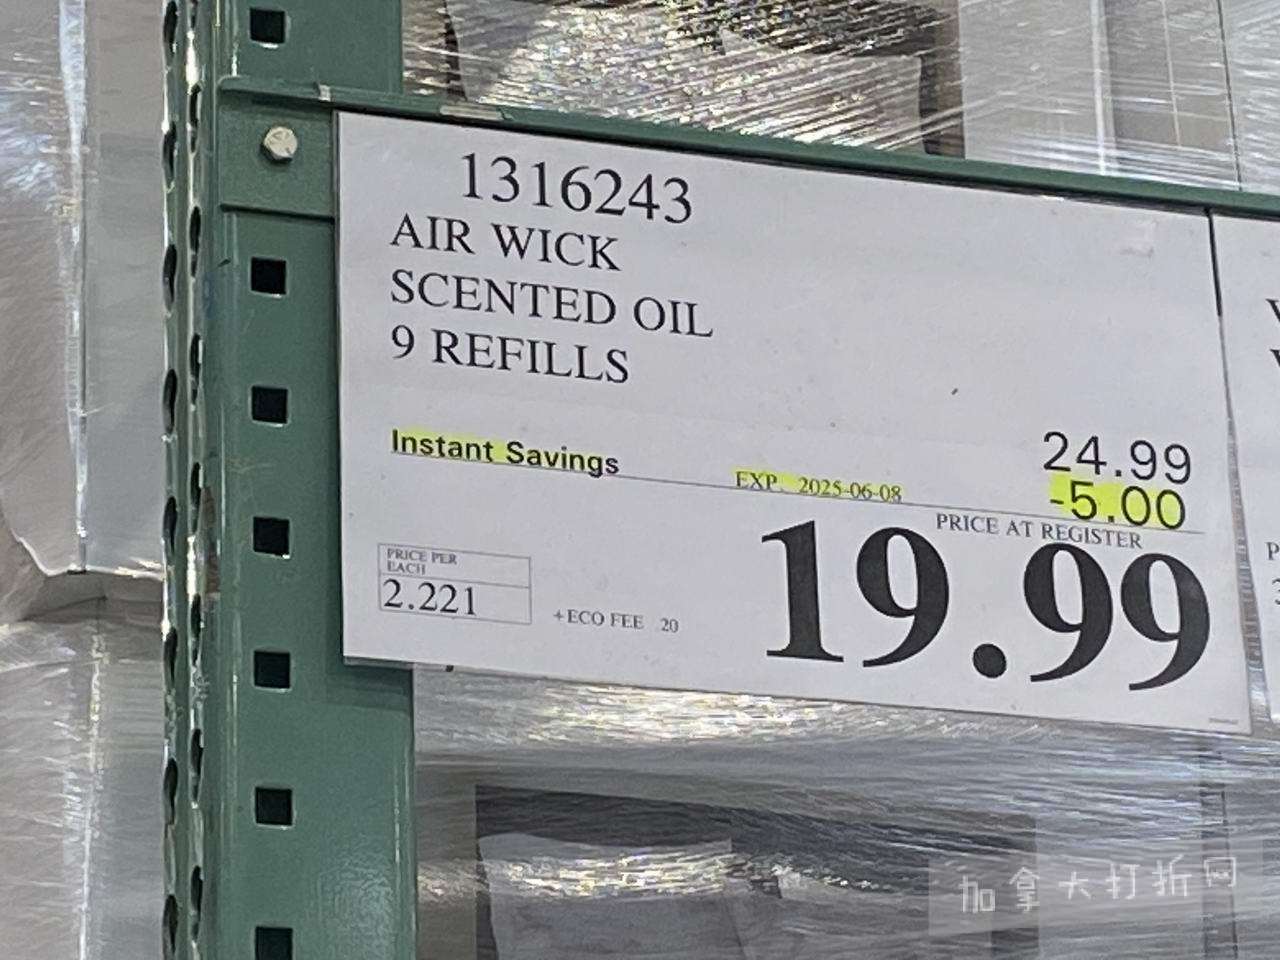 1316243
AIR WICK
SCENTED OIL
9 REFILLS
24.99
Instant Savings EXP. 2025-06-08 -5.00
PRICE AT REGISTER
19.99
PRICE PER
EACH
2.221
+ECO FEE 20
加拿大打折网